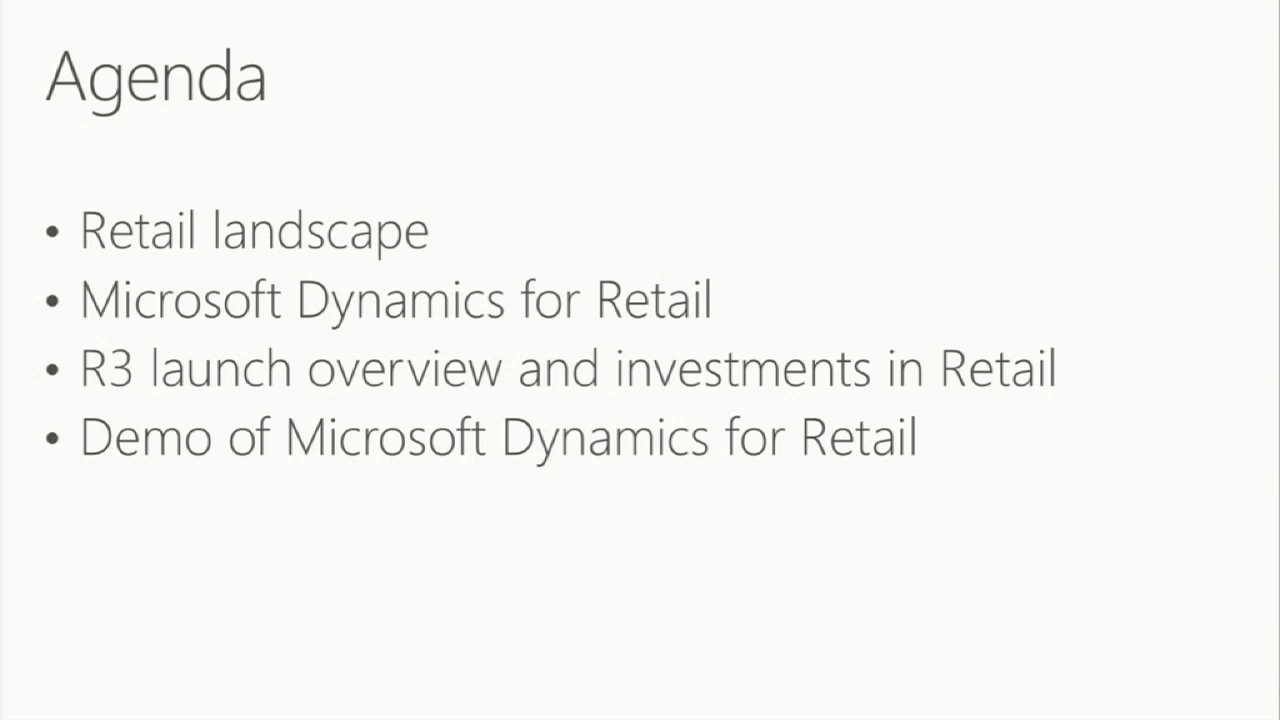 Agenda
• Retail landscape
• Microsoft Dynamics for Retail
• R3 launch overview and investments in Retail
• Demo of Microsoft Dynamics for Retail